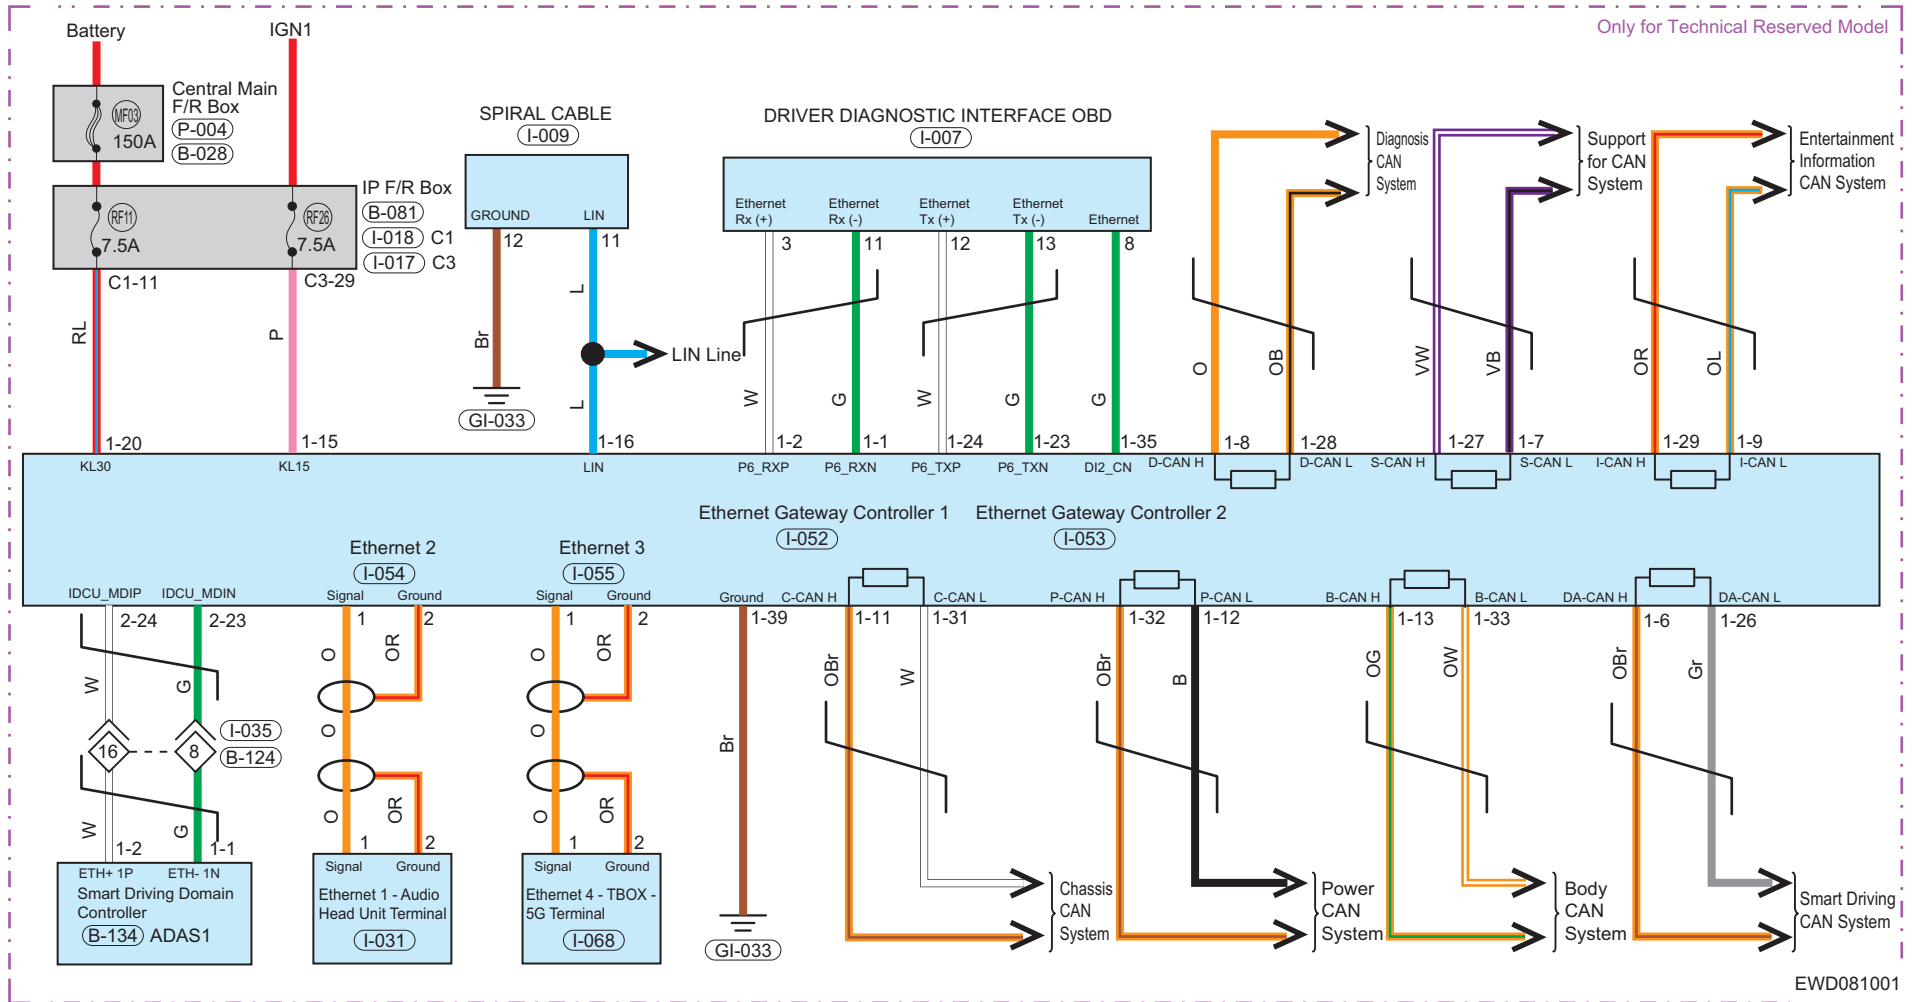 Only for Technical Reserved Model
Battery
IGN1
MF03
150A
Central Main
F/R Box
P-004
B-028
RF11
7.5A
RF26
7.5A
IP F/R Box
B-081
I-018 C1
I-017 C3
C1-11
C3-29
RL
P
1-20
1-15
KL30
KL15
SPIRAL CABLE
I-009
GROUND
LIN
12
11
Br
L
L
LIN Line
GI-033
1-16
LIN
DRIVER DIAGNOSTIC INTERFACE OBD
I-007
Ethernet
Rx (+)
Ethernet
Rx (-)
Ethernet
Tx (+)
Ethernet
Tx (-)
Ethernet
3
11
12
13
8
W
G
W
G
G
1-2
1-1
1-24
1-23
1-35
P6_RXP
P6_RXN
P6_TXP
P6_TXN
DI2_CN
Diagnosis
CAN
System
O
OB
1-8
1-28
D-CAN H
D-CAN L
Support
for CAN
System
VW
VB
1-27
1-7
S-CAN H
S-CAN L
Entertainment
Information
CAN System
OR
OL
1-29
1-9
I-CAN H
I-CAN L
Ethernet Gateway Controller 1
I-052
Ethernet Gateway Controller 2
I-053
Ethernet 2
I-054
Ethernet 3
I-055
IDCU_MDIP
IDCU_MDIN
2-24
2-23
W
G
16
8
I-035
B-124
W
G
1-2
1-1
ETH+ 1P
ETH- 1N
Smart Driving Domain
Controller
B-134 ADAS1
Signal
Ground
1
2
O
OR
O
O
OR
1
2
Signal
Ground
Ethernet 1 - Audio
Head Unit Terminal
I-031
Signal
Ground
1
2
O
OR
O
O
OR
1
2
Signal
Ground
Ethernet 4 - TBOX -
5G Terminal
I-068
Ground
1-39
Br
GI-033
C-CAN H
C-CAN L
1-11
1-31
OBr
W
Chassis
CAN
System
P-CAN H
P-CAN L
1-32
1-12
OBr
B
Power
CAN
System
B-CAN H
B-CAN L
1-13
1-33
OG
OW
Body
CAN
System
DA-CAN H
DA-CAN L
1-6
1-26
OBr
Gr
Smart Driving
CAN System
EWD081001